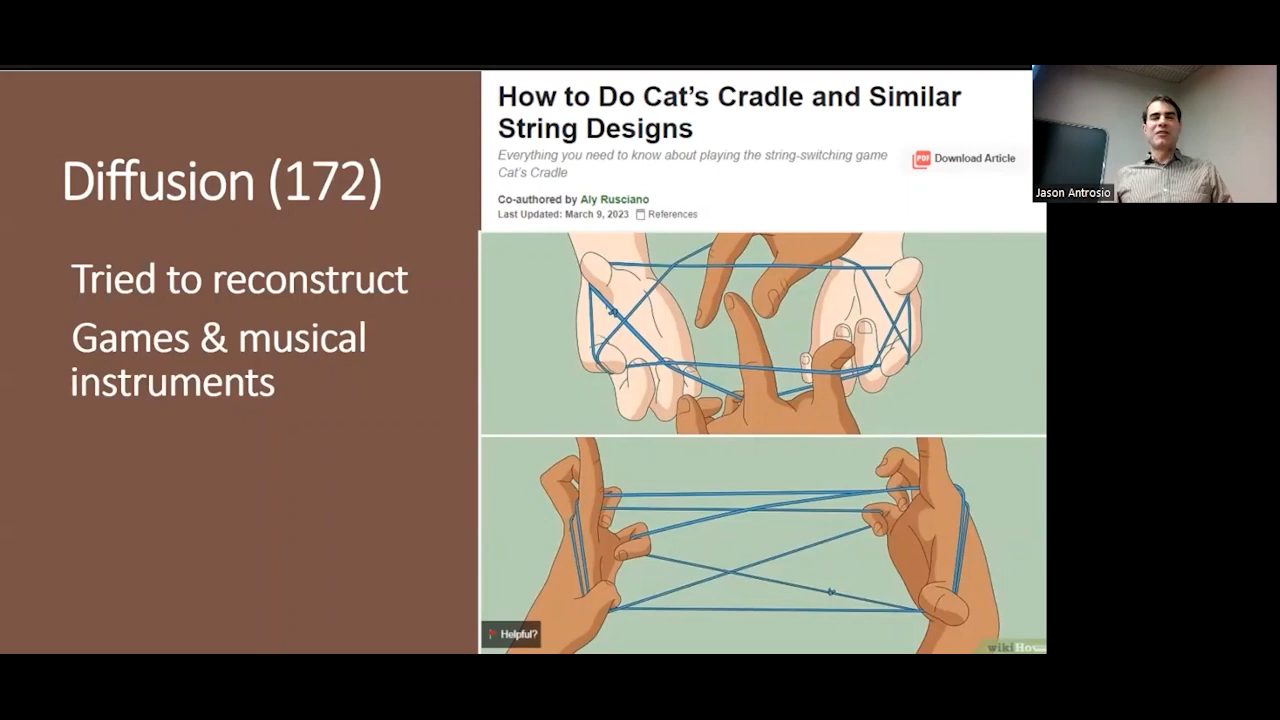 Diffusion (172)
Tried to reconstruct
Games & musical
instruments
How to Do Cat's Cradle and Similar
String Designs
Everything you need to know about playing the string-switching game
Cat's Cradle
PDF Download Article
Co-authored by Aly Rusciano
Last Updated: March 9, 2023 References
Helpful?
wikiHow
Jason Antrosio